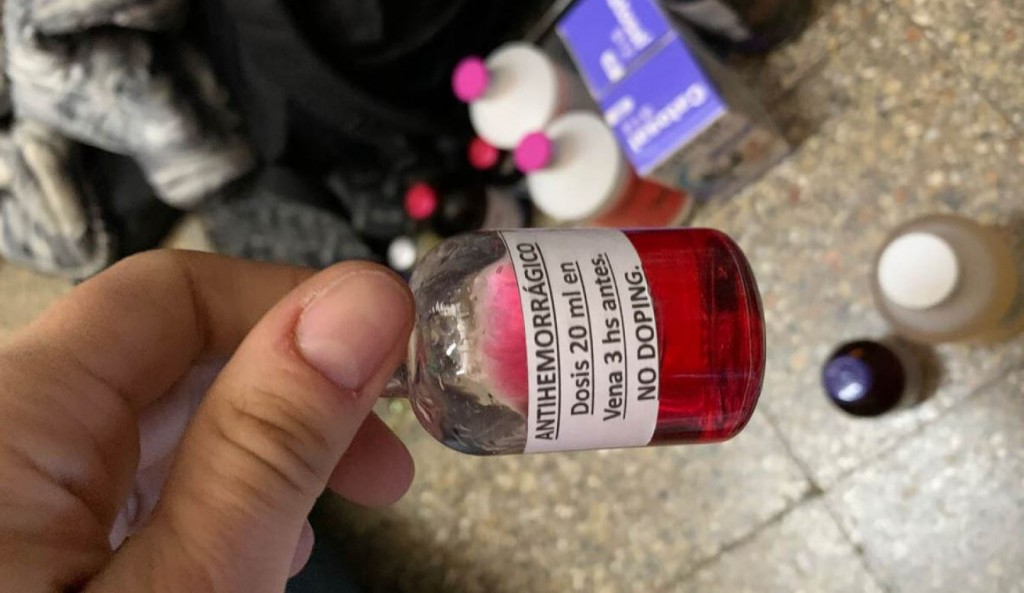 ANTIHEMORRÁGICO
Dosis 20 ml en
Vena 3 hs antes.
NO DOPING.